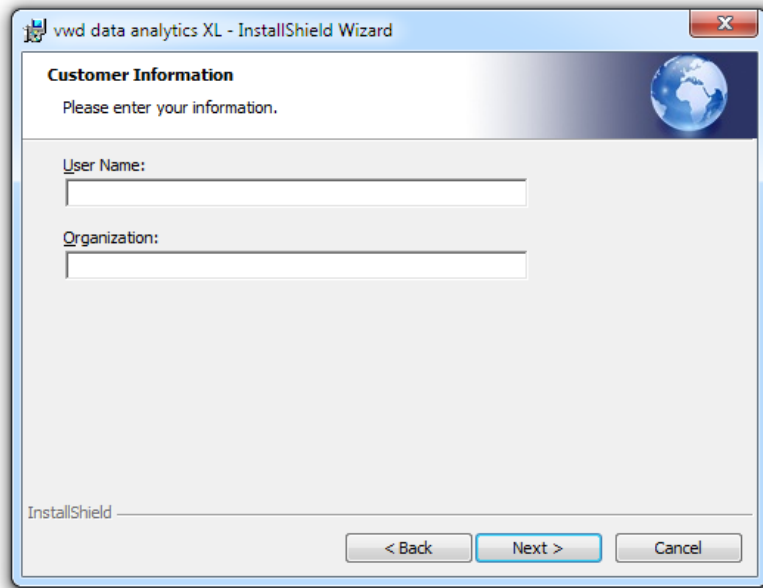 vwd data analytics XL - InstallShield Wizard
Customer Information
Please enter your information.
User Name:
Organization:
InstallShield
< Back Next > Cancel